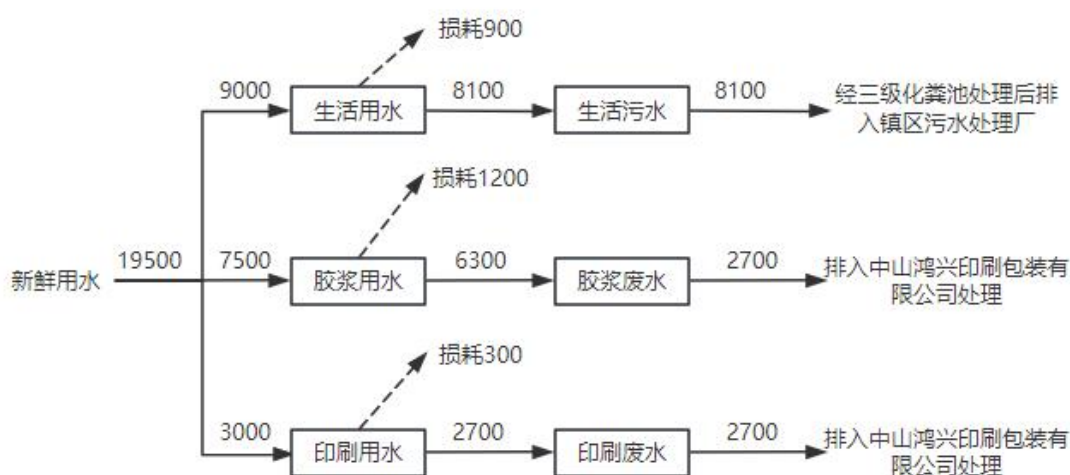 损耗900
9000
生活用水
8100
生活污水
8100
经三级化粪池处理后排
入镇区污水处理厂
损耗1200
新鲜用水
19500
7500
胶浆用水
6300
胶浆废水
2700
排入中山鸿兴印刷包装有
限公司处理
损耗300
3000
印刷用水
2700
印刷废水
2700
排入中山鸿兴印刷包装有
限公司处理